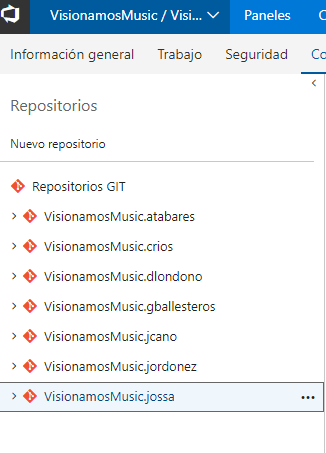 VisionamosMusic / Visi... Paneles C
Información general Trabajo Seguridad Co
Repositorios
Nuevo repositorio
Repositorios GIT
VisionamosMusic.atabares
VisionamosMusic.crios
VisionamosMusic.dlondono
VisionamosMusic.gballesteros
VisionamosMusic.jcano
VisionamosMusic.jordonez
VisionamosMusic.jossa